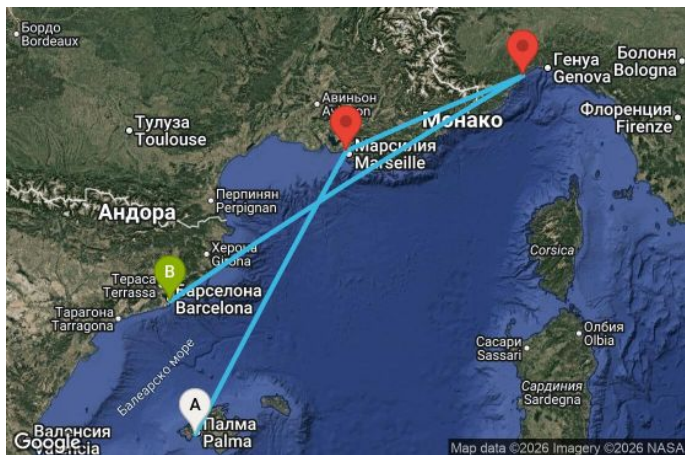 Бордо
Bordeaux
Генуа
Genova
Болоня
Bologna
Авиньон
Тулуза
Toulouse
Монако
Флоренция
Firenze
Марсилия
Marseille
Перпинян
Perpignan
Андора
Corsica
Херона
Girona
B
Тераса
Terrassa
Барселона
Barcelona
Тарагона
Tarragona
Олбия
Olbia
Сасари
Sassari
Балеарско море
A
Сардиния
Sardegna
Палма
Palma
Валенсия
Google
Map data ©2026 Imagery ©2026 NASA